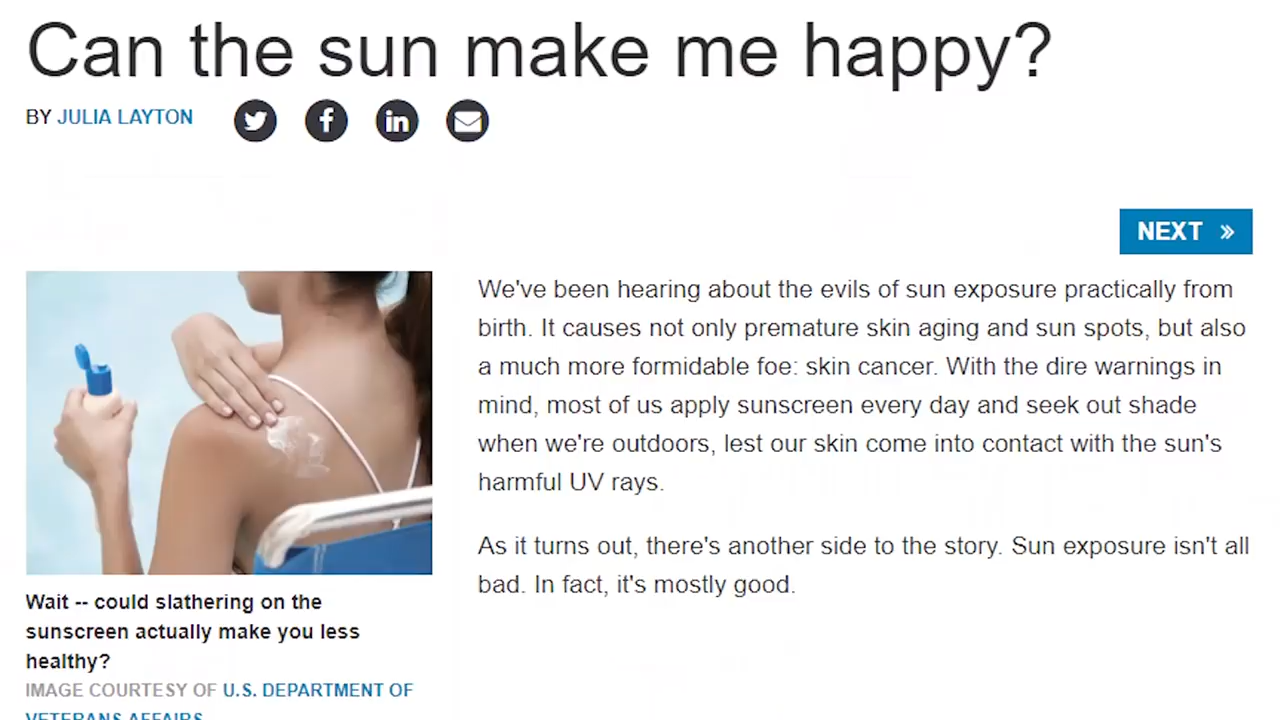 Can the sun make me happy?
BY JULIA LAYTON
NEXT »
We've been hearing about the evils of sun exposure practically from
birth. It causes not only premature skin aging and sun spots, but also
a much more formidable foe: skin cancer. With the dire warnings in
mind, most of us apply sunscreen every day and seek out shade
when we're outdoors, lest our skin come into contact with the sun's
harmful UV rays.
As it turns out, there's another side to the story. Sun exposure isn't all
bad. In fact, it's mostly good.
Wait -- could slathering on the
sunscreen actually make you less
healthy?
IMAGE COURTESY OF U.S. DEPARTMENT OF
VETERANS AFFAIRS